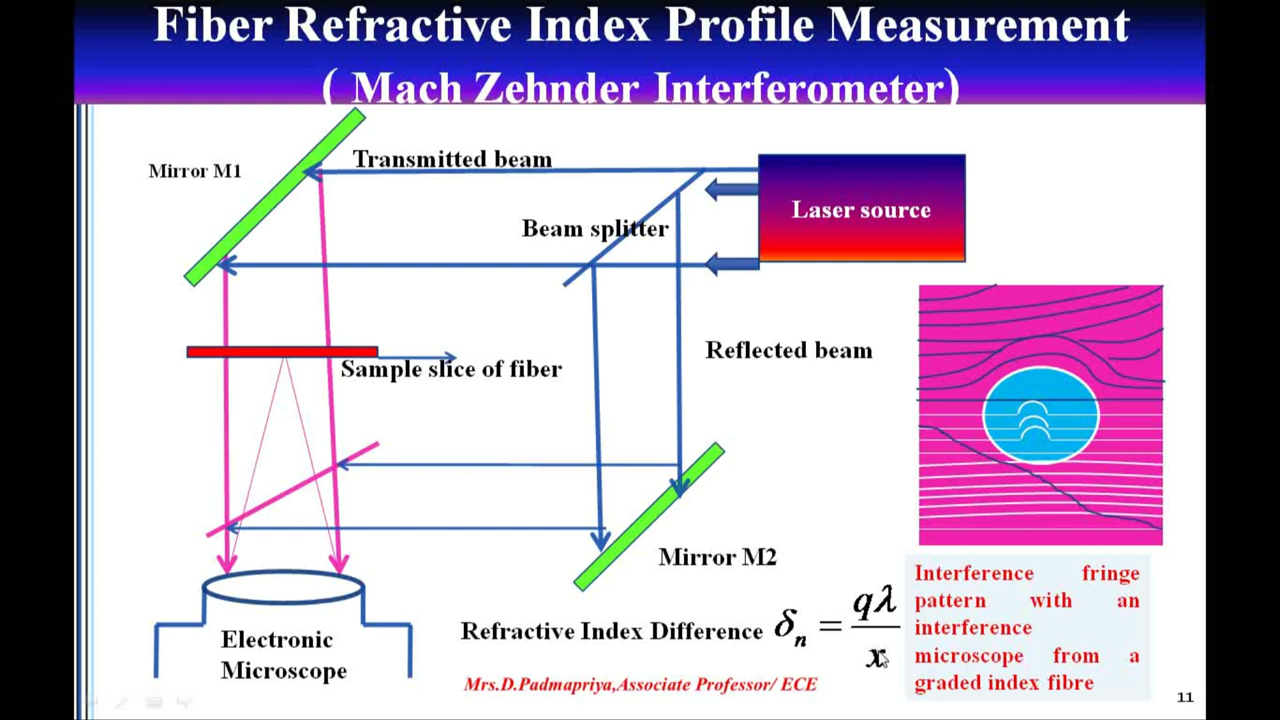 Fiber Refractive Index Profile Measurement
( Mach Zehnder Interferometer)
Mirror M1
Transmitted beam
Laser source
Beam splitter
Reflected beam
Sample slice of fiber
Mirror M2
Electronic
Microscope
Refractive Index Difference δn = qλ/x
Interference fringe
pattern with an
interference
microscope from a
graded index fibre
Mrs.D.Padmapriya,Associate Professor/ ECE
11